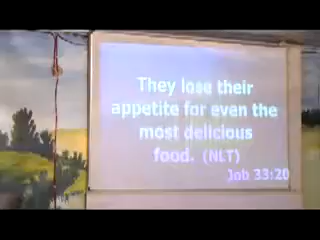 They lose their
appetite for even the
most delicious
food. (NLT)
Job 33:20